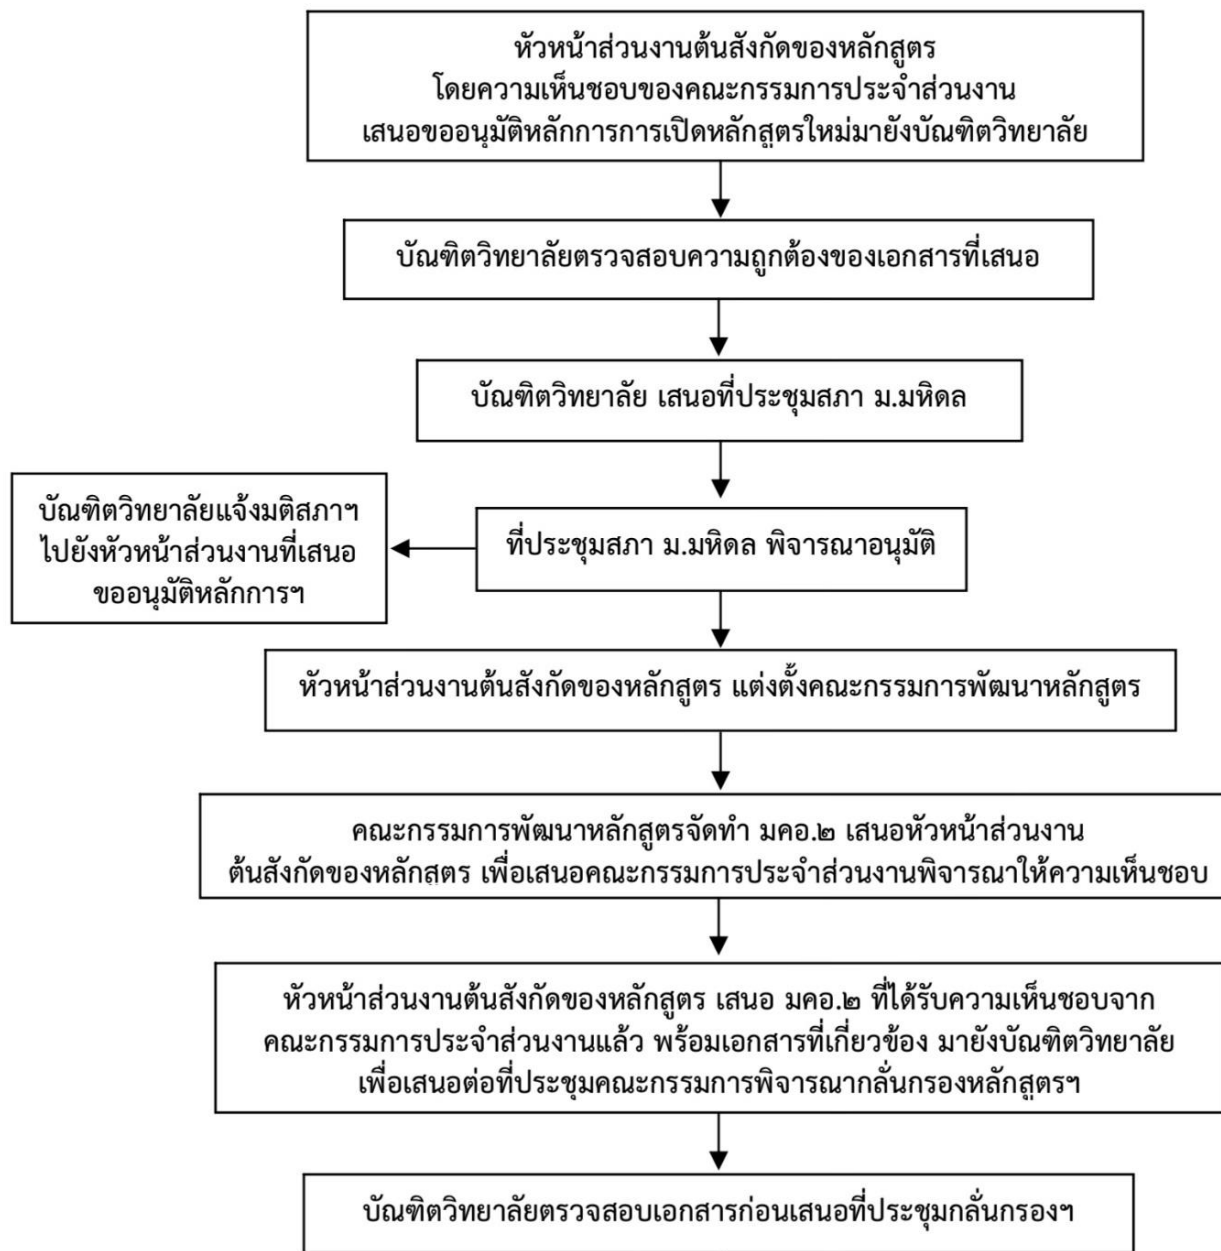 หัวหน้าส่วนงานต้นสังกัดของหลักสูตร
โดยความเห็นชอบของคณะกรรมการประจำส่วนงาน
เสนอขออนุมัติหลักการการเปิดหลักสูตรใหม่มายังบัณฑิตวิทยาลัย
บัณฑิตวิทยาลัยตรวจสอบความถูกต้องของเอกสารที่เสนอ
บัณฑิตวิทยาลัย เสนอที่ประชุมสภา ม.มหิดล
บัณฑิตวิทยาลัยแจ้งมติสภาฯ
ไปยังหัวหน้าส่วนงานที่เสนอ
ขออนุมัติหลักการฯ
ที่ประชุมสภา ม.มหิดล พิจารณาอนุมัติ
หัวหน้าส่วนงานต้นสังกัดของหลักสูตร แต่งตั้งคณะกรรมการพัฒนาหลักสูตร
คณะกรรมการพัฒนาหลักสูตรจัดทำ มคอ.๒ เสนอหัวหน้าส่วนงาน
ต้นสังกัดของหลักสูตร เพื่อเสนอคณะกรรมการประจำส่วนงานพิจารณาให้ความเห็นชอบ
หัวหน้าส่วนงานต้นสังกัดของหลักสูตร เสนอ มคอ.๒ ที่ได้รับความเห็นชอบจาก
คณะกรรมการประจำส่วนงานแล้ว พร้อมเอกสารที่เกี่ยวข้อง มายังบัณฑิตวิทยาลัย
เพื่อเสนอต่อที่ประชุมคณะกรรมการพิจารณากลั่นกรองหลักสูตรฯ
บัณฑิตวิทยาลัยตรวจสอบเอกสารก่อนเสนอที่ประชุมกลั่นกรองฯ